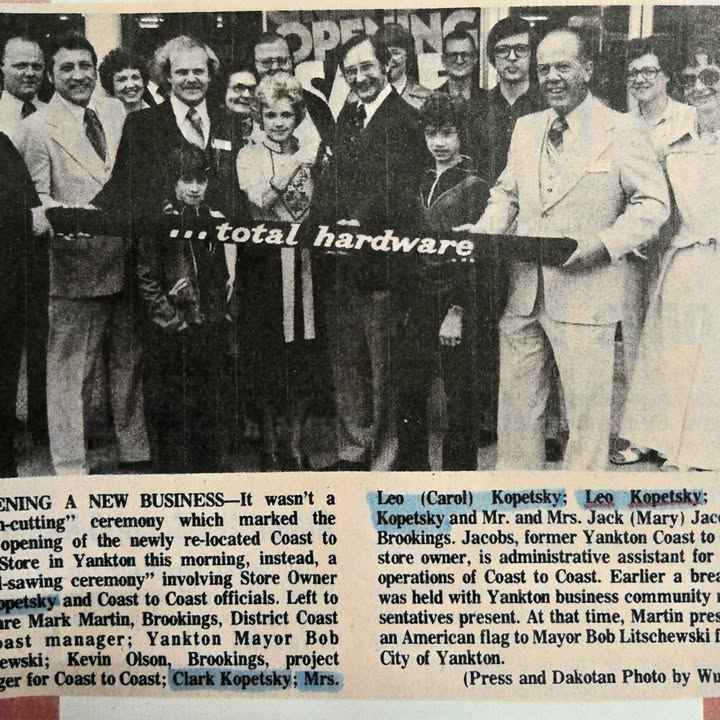 OPENING
SALE
...total hardware
ENING A NEW BUSINESS—It wasn't a
n-cutting" ceremony which marked the
opening of the newly re-located Coast to
Store in Yankton this morning, instead, a
l-sawing ceremony" involving Store Owner
opetsky and Coast to Coast officials. Left to
are Mark Martin, Brookings, District Coast
oast manager; Yankton Mayor Bob
ewski; Kevin Olson, Brookings, project
ger for Coast to Coast; Clark Kopetsky; Mrs.
Leo (Carol) Kopetsky; Leo Kopetsky;
Kopetsky and Mr. and Mrs. Jack (Mary) Jaco
Brookings. Jacobs, former Yankton Coast to
store owner, is administrative assistant for
operations of Coast to Coast. Earlier a brea
was held with Yankton business community r
sentatives present. At that time, Martin pres
an American flag to Mayor Bob Litschewski f
City of Yankton.
(Press and Dakotan Photo by Wu